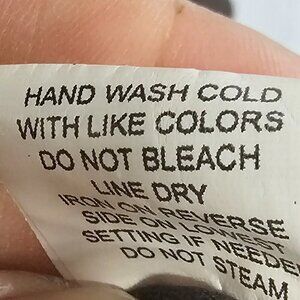 HAND WASH COLD
WITH LIKE COLORS
DO NOT BLEACH
LINE DRY
IRON ON REVERSE
SIDE ON LOWEST
SETTING IF NEEDED
DO NOT STEAM